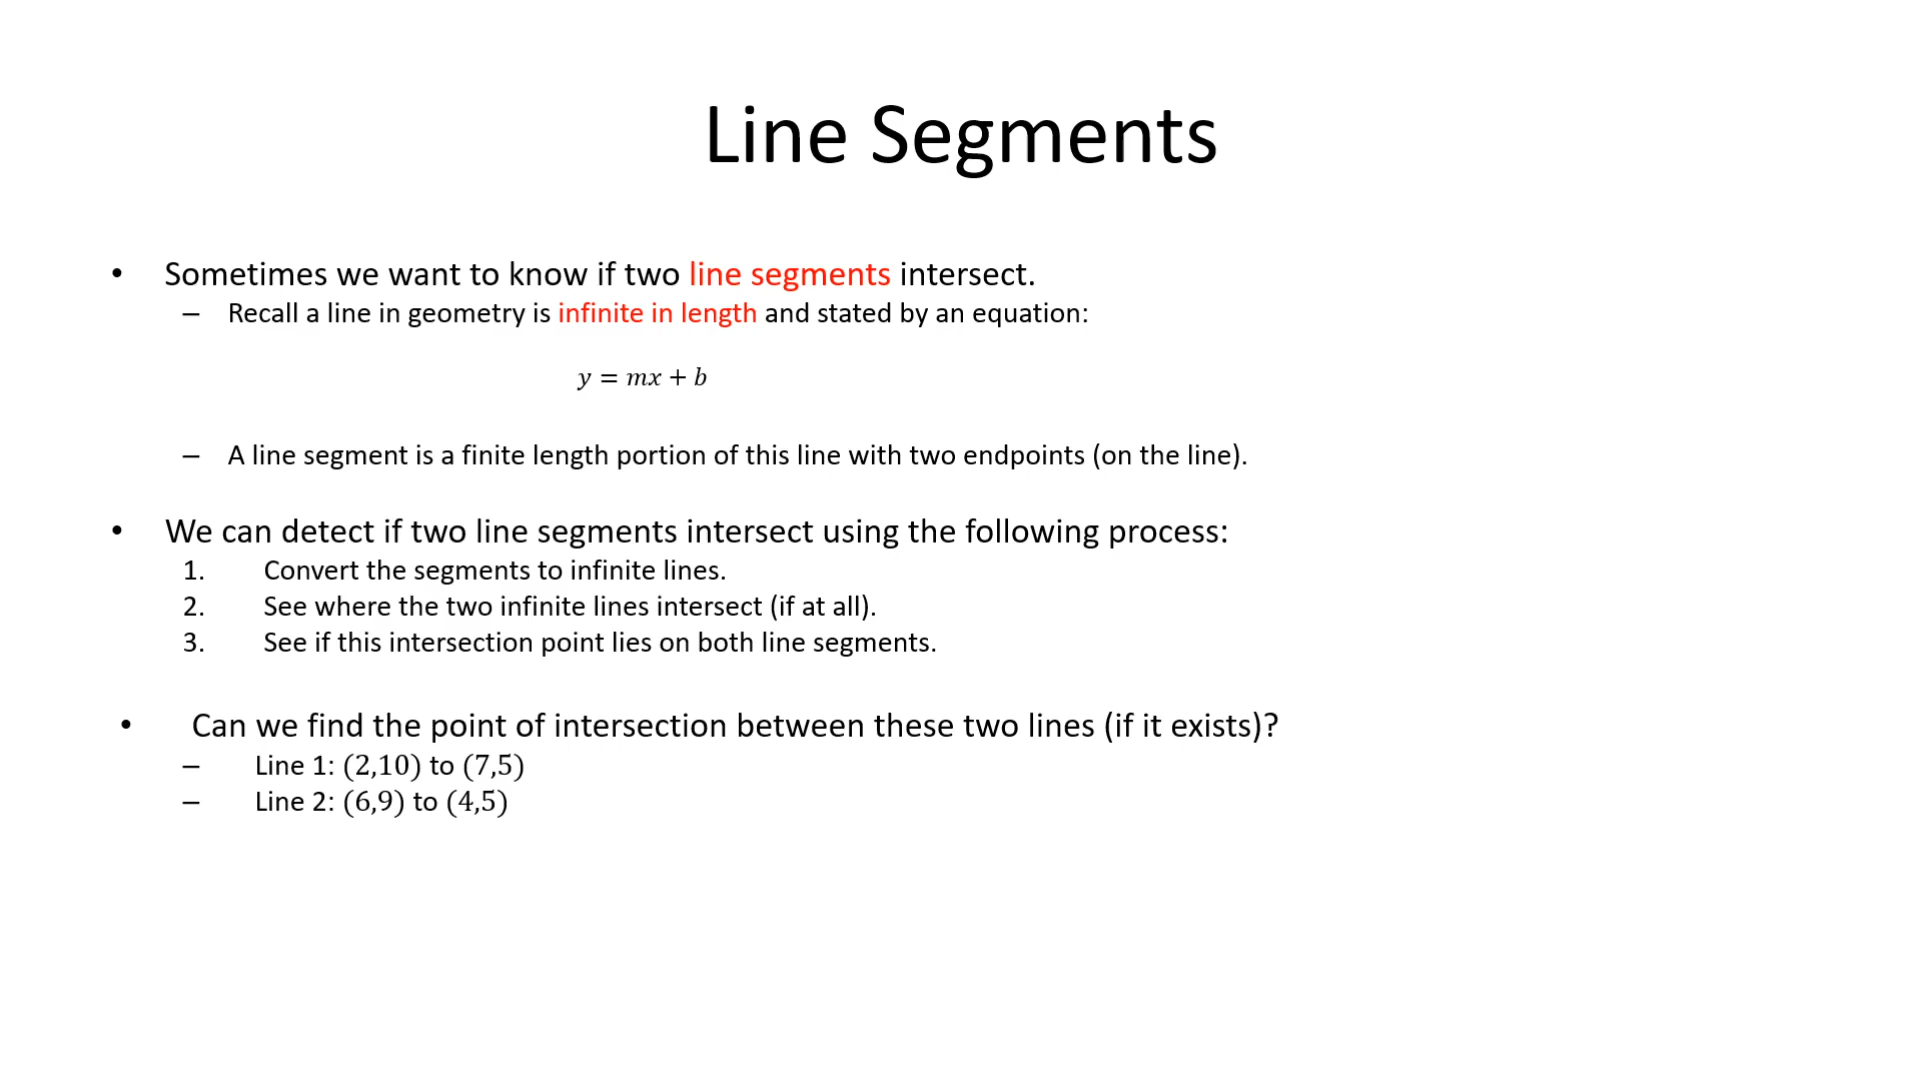 Line Segments
• Sometimes we want to know if two line segments intersect.
– Recall a line in geometry is infinite in length and stated by an equation:
y = mx + b
– A line segment is a finite length portion of this line with two endpoints (on the line).
• We can detect if two line segments intersect using the following process:
1. Convert the segments to infinite lines.
2. See where the two infinite lines intersect (if at all).
3. See if this intersection point lies on both line segments.
• Can we find the point of intersection between these two lines (if it exists)?
– Line 1: (2,10) to (7,5)
– Line 2: (6,9) to (4,5)